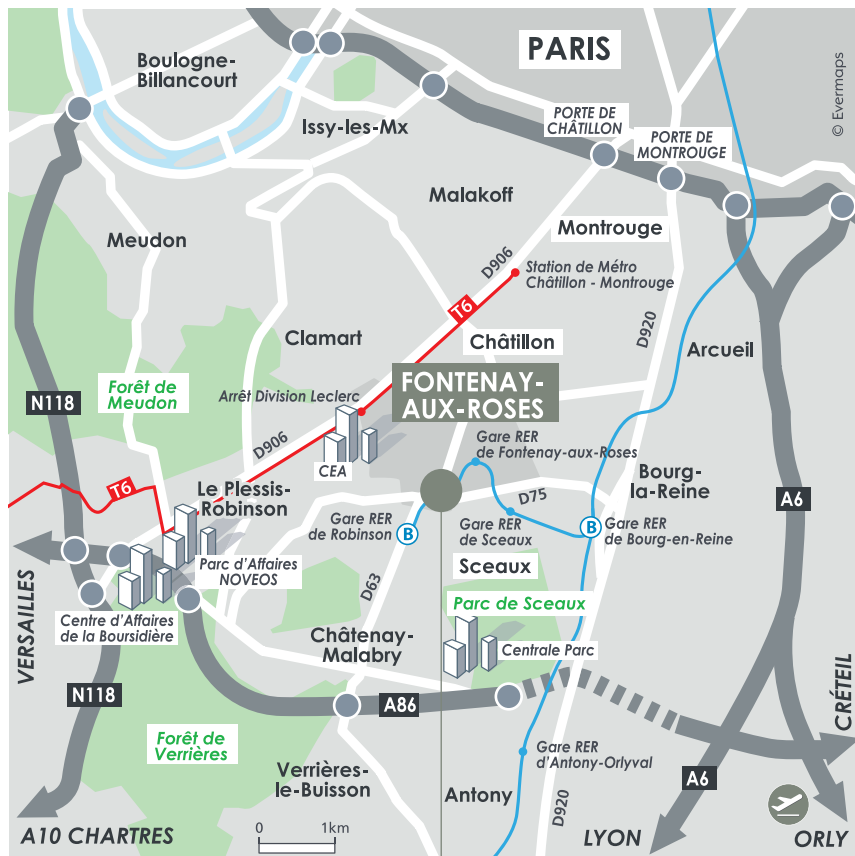 PARIS
© Evermaps
Boulogne-
Billancourt
Issy-les-Mx
PORTE DE
CHÂTILLON
PORTE DE
MONTROUGE
Malakoff
Montrouge
Meudon
D906
Station de Métro
Châtillon - Montrouge
T6
D920
Clamart
Châtillon
Arcueil
Forêt de
Meudon
Arrêt Division Leclerc
FONTENAY-
AUX-ROSES
N118
D906
CEA
Gare RER
de Fontenay-aux-Roses
Bourg-
la-Reine
T6
Le Plessis-
Robinson
D75
A6
Gare RER
de Robinson
B
Gare RER
de Sceaux
B
Gare RER
de Bourg-en-Reine
Parc d'Affaires
NOVEOS
Sceaux
VERSAILLES
D63
Parc de Sceaux
Centre d'Affaires
de la Boursidière
Châtenay-
Malabry
Centrale Parc
N118
A86
CRÉTEIL
Forêt de
Verrières
Gare RER
d'Antony-Orlyval
Verrières-
le-Buisson
A6
Antony
D920
A10 CHARTRES
0
1km
LYON
ORLY